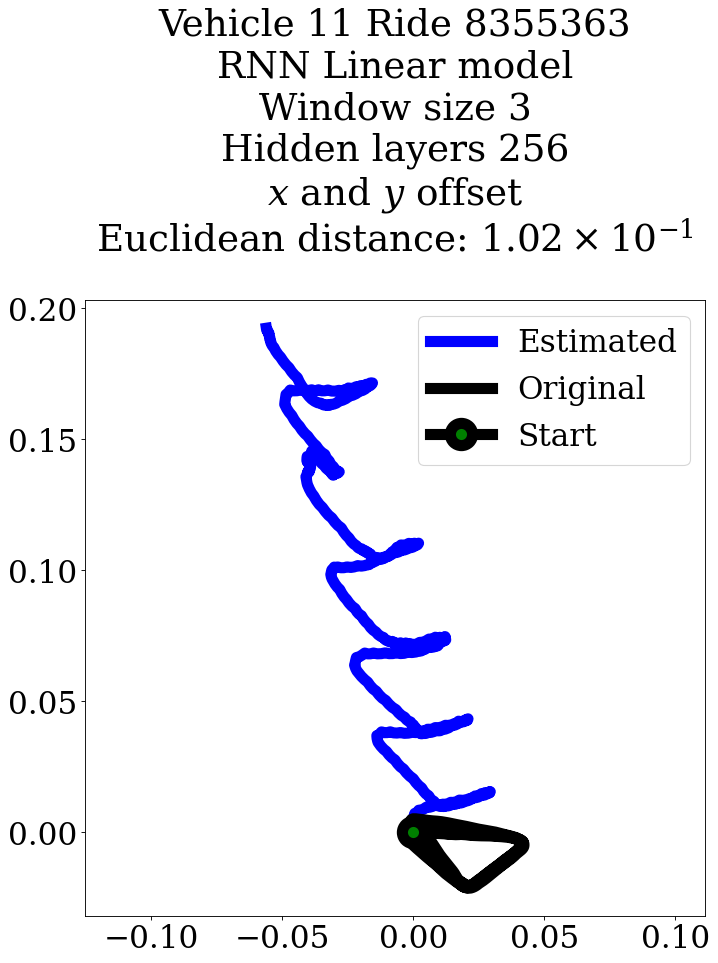 Vehicle 11 Ride 8355363
RNN Linear model
Window size 3
Hidden layers 256
x and y offset
Euclidean distance: 1.02 × 10⁻¹
0.20
0.15
0.10
0.05
0.00
Estimated
Original
Start
−0.10 −0.05 0.00 0.05 0.10